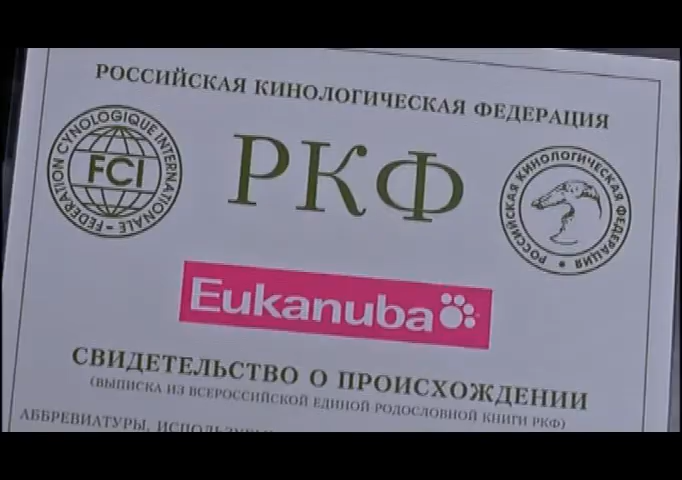 РОССИЙСКАЯ КИНОЛОГИЧЕСКАЯ ФЕДЕРАЦИЯ
FEDERATION CYNOLOGIQUE INTERNATIONALE
FCI
РКФ
РОССИЙСКАЯ КИНОЛОГИЧЕСКАЯ ФЕДЕРАЦИЯ
Eukanuba
СВИДЕТЕЛЬСТВО О ПРОИСХОЖДЕНИИ
(ВЫПИСКА ИЗ ВСЕРОССИЙСКОЙ ЕДИНОЙ РОДОСЛОВНОЙ КНИГИ РКФ)
АББРЕВИАТУРЫ,